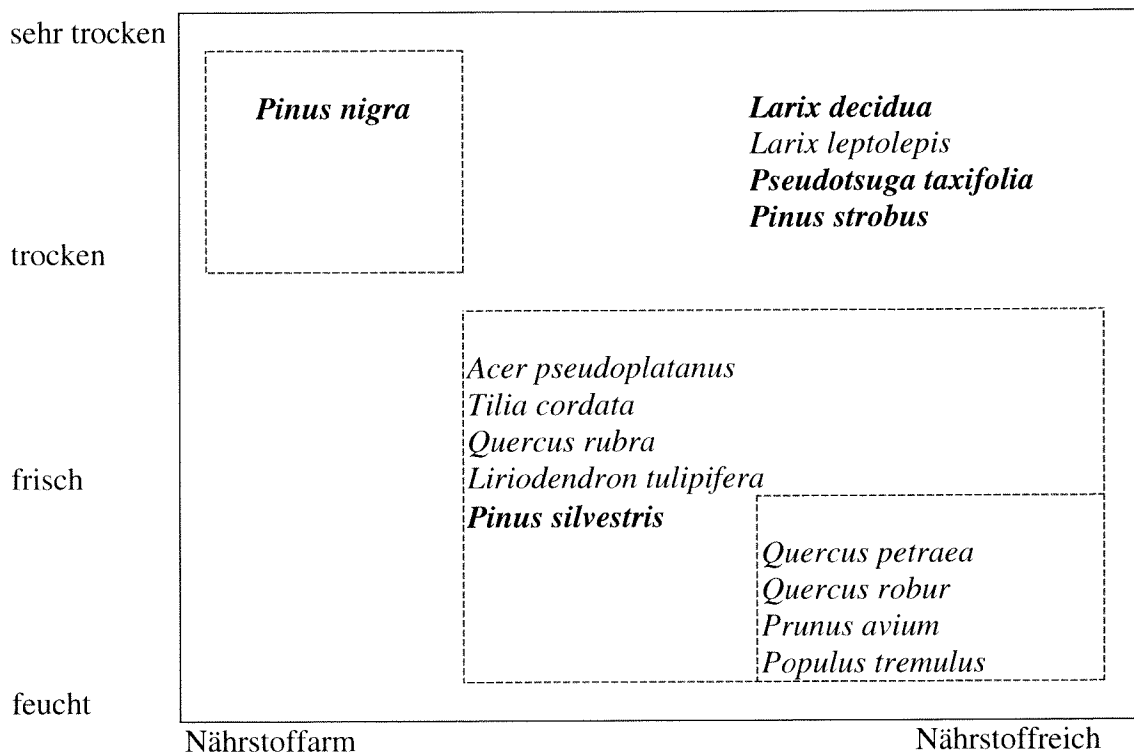 sehr trocken
Pinus nigra
Larix decidua
Larix leptolepis
Pseudotsuga taxifolia
Pinus strobus
trocken
Acer pseudoplatanus
Tilia cordata
Quercus rubra
Liriodendron tulipifera
frisch
Pinus silvestris
Quercus petraea
Quercus robur
Prunus avium
Populus tremulus
feucht
Nährstoffarm
Nährstoffreich